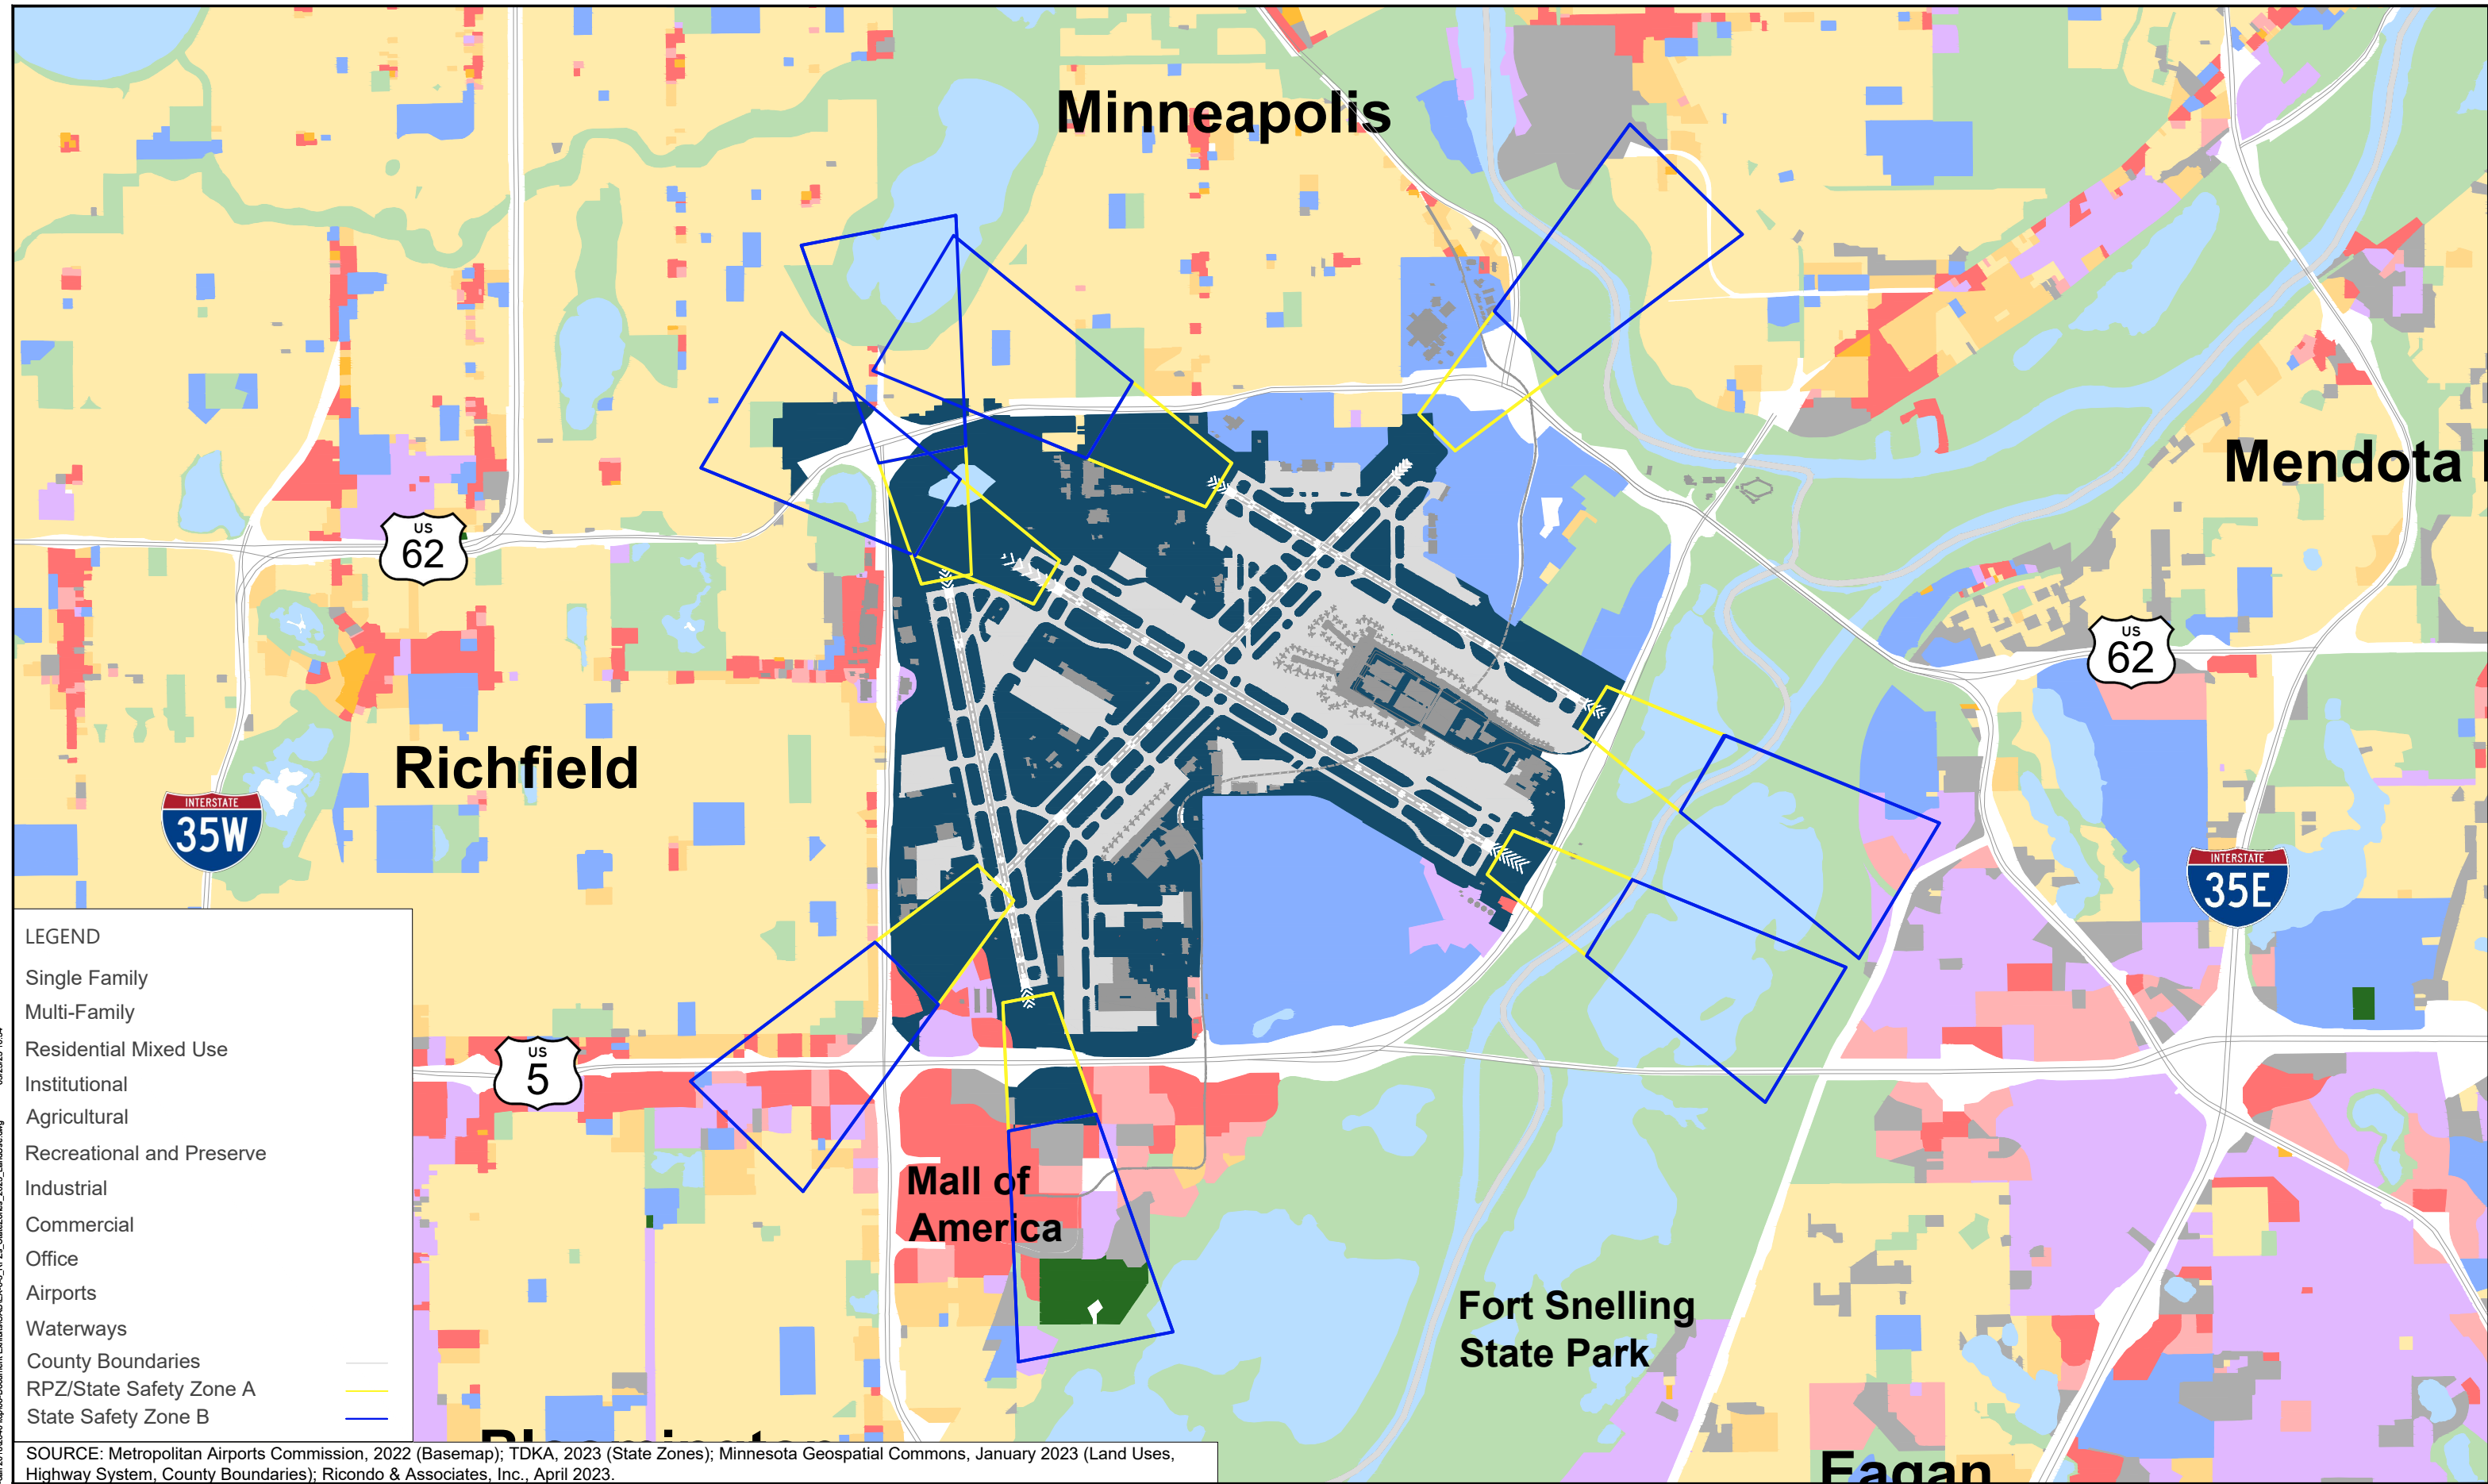 Minneapolis
Mendota
US
62
US
62
Richfield
INTERSTATE
35W
INTERSTATE
35E
LEGEND
Single Family
Multi-Family
Residential Mixed Use
Institutional
Agricultural
Recreational and Preserve
Industrial
Commercial
Office
Airports
Waterways
County Boundaries
RPZ/State Safety Zone A
State Safety Zone B
US
5
Mall of
America
Fort Snelling
State Park
Bloomington
Eagan
SOURCE: Metropolitan Airports Commission, 2022 (Basemap); TDKA, 2023 (State Zones); Minnesota Geospatial Commons, January 2023 (Land Uses,
Highway System, County Boundaries); Ricondo & Associates, Inc., April 2023.